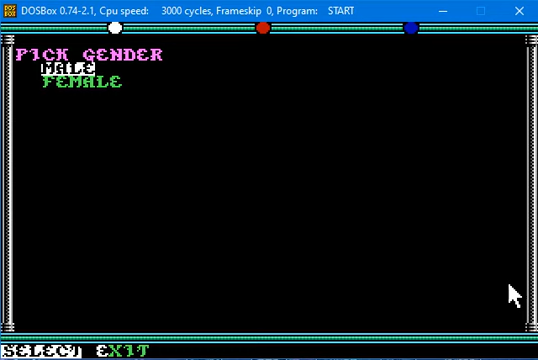 DOSBox 0.74-2.1, Cpu speed: 3000 cycles, Frameskip 0, Program: START
PICK GENDER
MALE
FEMALE
SELECT EXIT